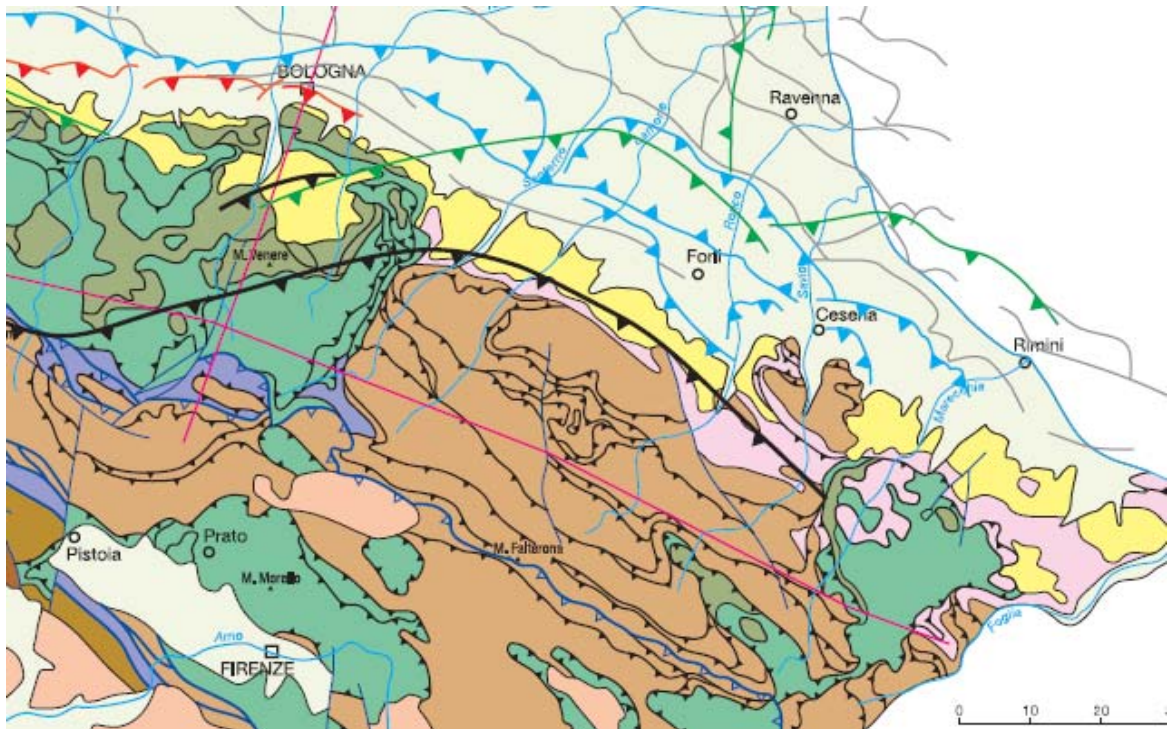 BOLOGNA
Ravenna
Lamone
Santerno
Ronco
M. Venere
Forlì
Savio
Cesena
Rimini
Marecchia
Pistoia
Prato
M. Falterona
M. Morello
Foglia
Arno
FIRENZE
0 10 20